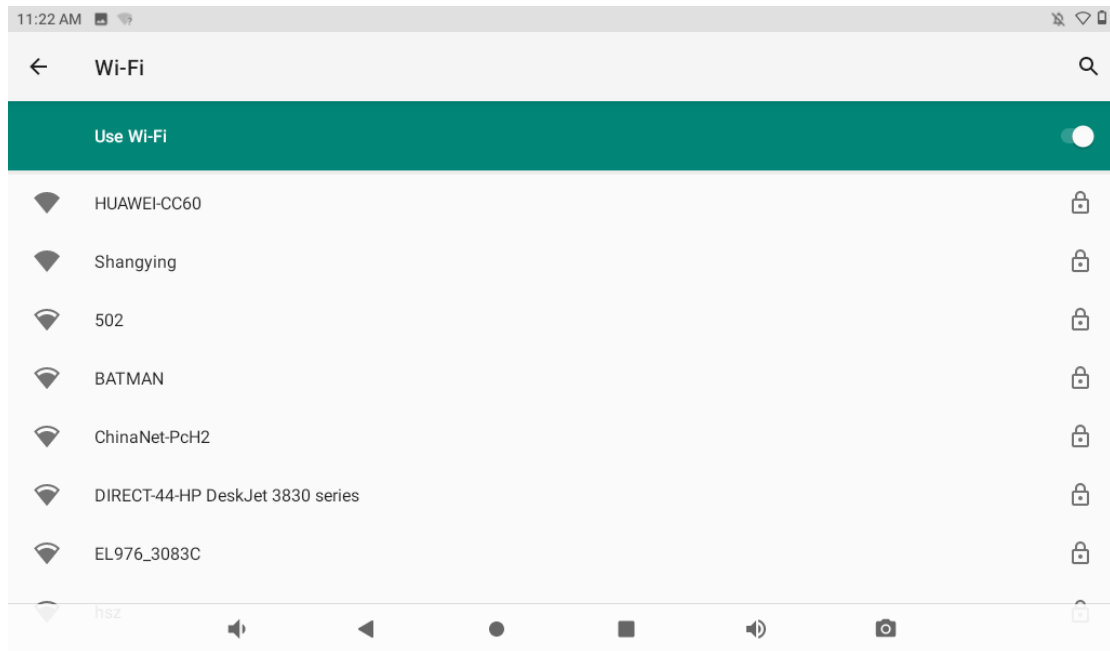 11:22 AM
Wi-Fi
Use Wi-Fi
HUAWEI-CC60
Shangying
502
BATMAN
ChinaNet-PcH2
DIRECT-44-HP DeskJet 3830 series
EL976_3083C
hsz